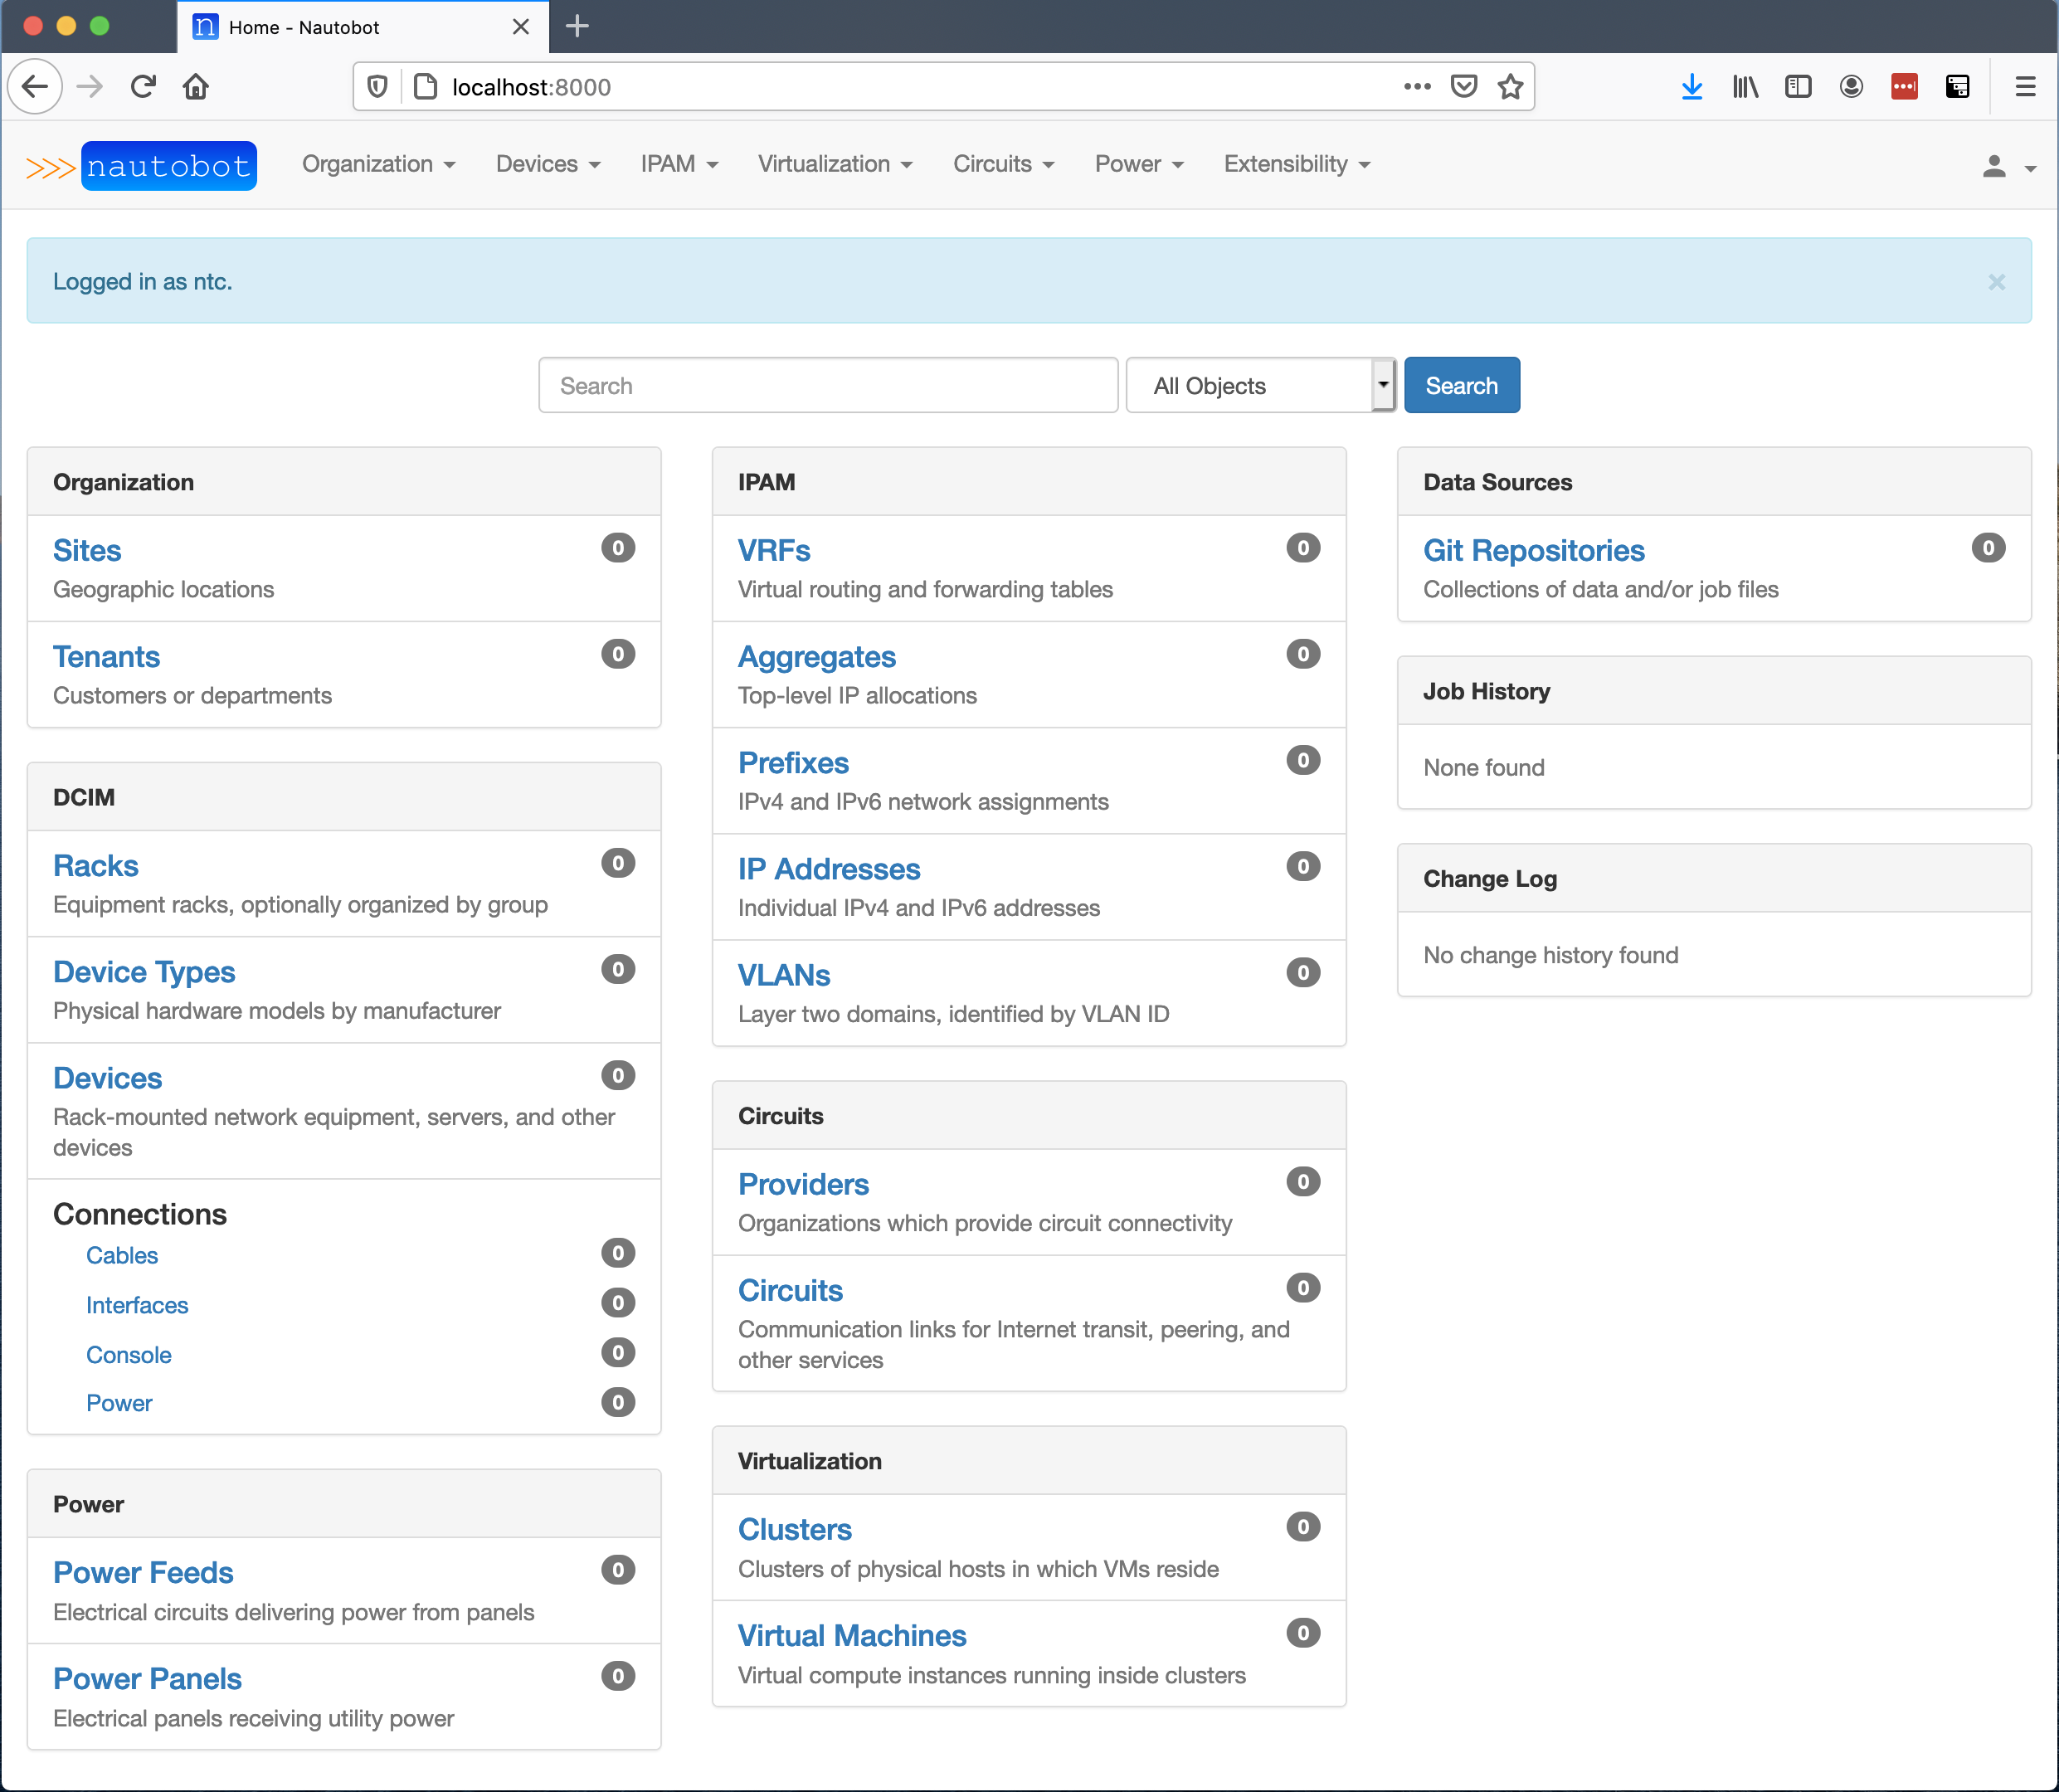 n Home - Nautobot
localhost:8000
>>> nautobot Organization Devices IPAM Virtualization Circuits Power Extensibility
Logged in as ntc. ×
Search All Objects Search
Organization
Sites 0
Geographic locations
Tenants 0
Customers or departments
DCIM
Racks 0
Equipment racks, optionally organized by group
Device Types 0
Physical hardware models by manufacturer
Devices 0
Rack-mounted network equipment, servers, and other
devices
Connections
Cables 0
Interfaces 0
Console 0
Power 0
Power
Power Feeds 0
Electrical circuits delivering power from panels
Power Panels 0
Electrical panels receiving utility power
IPAM
VRFs 0
Virtual routing and forwarding tables
Aggregates 0
Top-level IP allocations
Prefixes 0
IPv4 and IPv6 network assignments
IP Addresses 0
Individual IPv4 and IPv6 addresses
VLANs 0
Layer two domains, identified by VLAN ID
Circuits
Providers 0
Organizations which provide circuit connectivity
Circuits 0
Communication links for Internet transit, peering, and
other services
Virtualization
Clusters 0
Clusters of physical hosts in which VMs reside
Virtual Machines 0
Virtual compute instances running inside clusters
Data Sources
Git Repositories 0
Collections of data and/or job files
Job History
None found
Change Log
No change history found